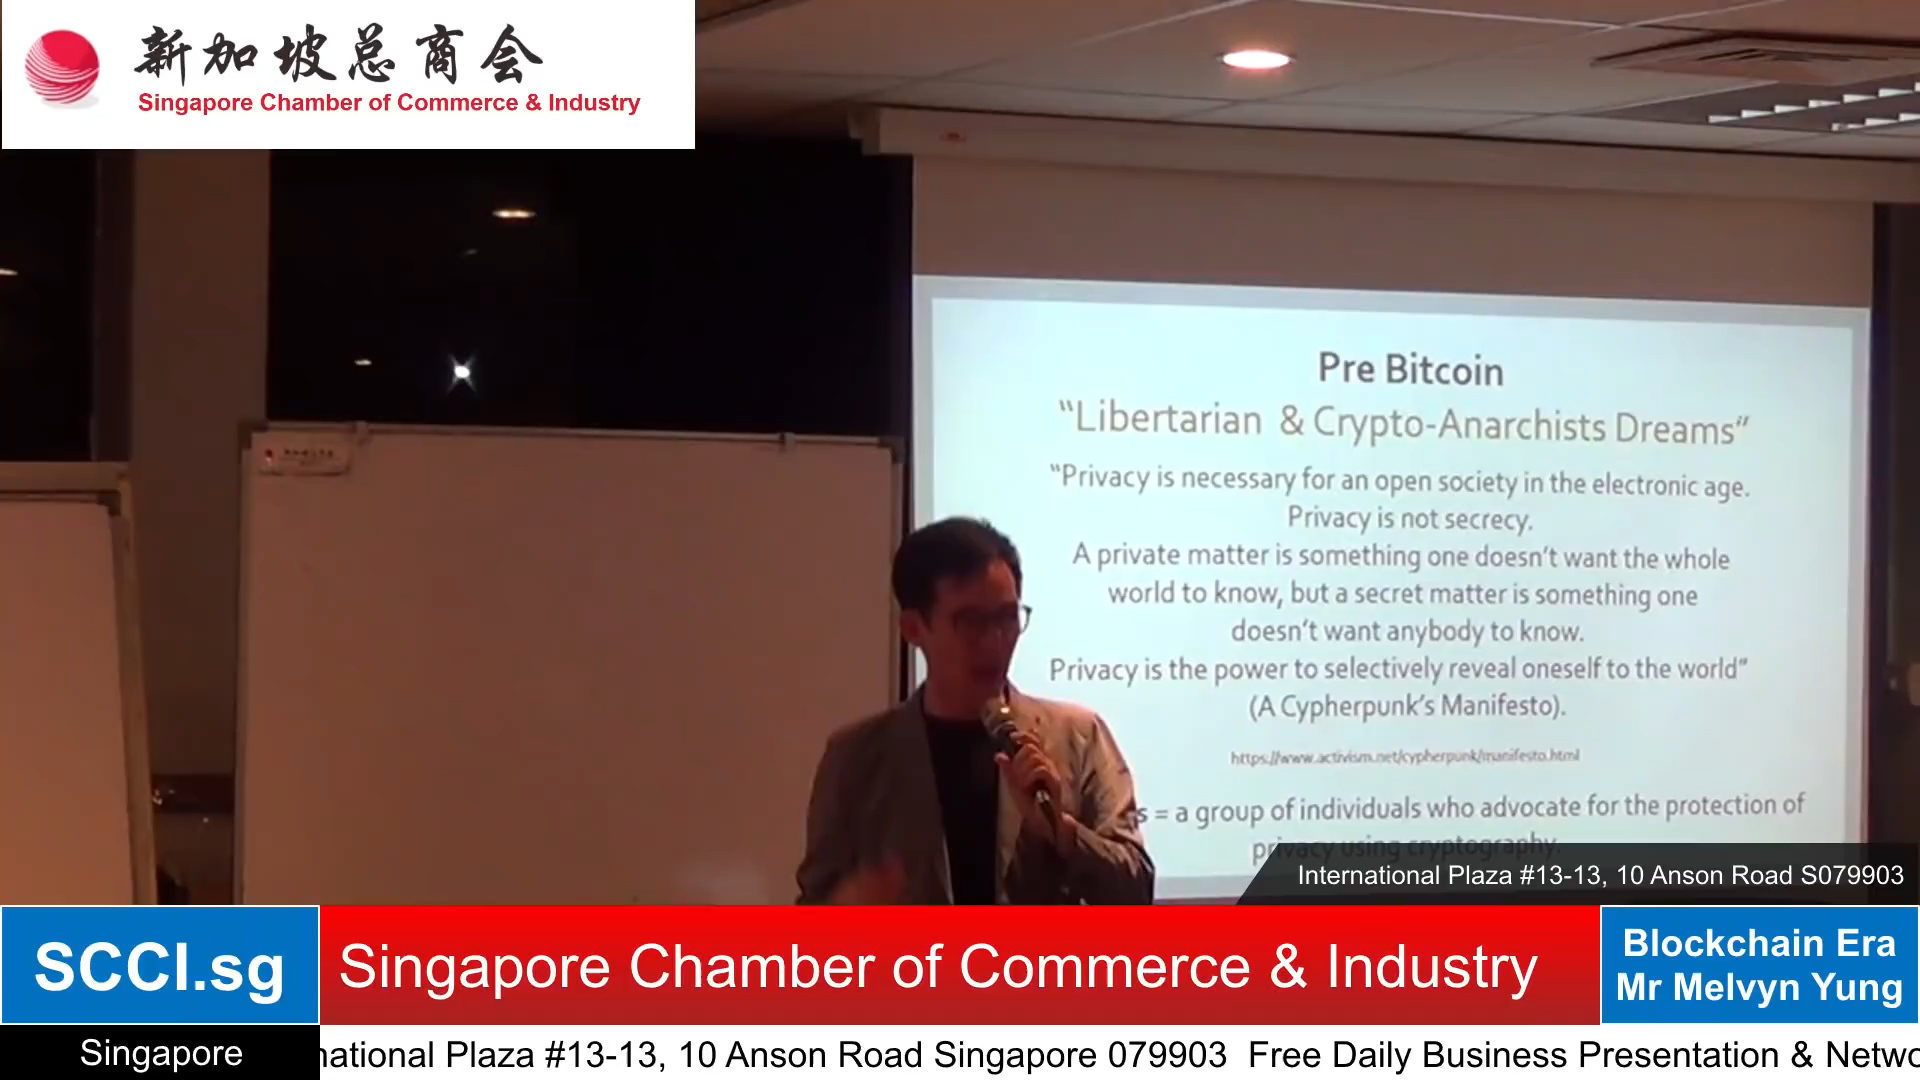 新加坡总商会
Singapore Chamber of Commerce & Industry
Pre Bitcoin
“Libertarian & Crypto-Anarchists Dreams”
“Privacy is necessary for an open society in the electronic age.
Privacy is not secrecy.
A private matter is something one doesn’t want the whole
world to know, but a secret matter is something one
doesn’t want anybody to know.
Privacy is the power to selectively reveal oneself to the world”
(A Cypherpunk’s Manifesto).
https://www.activism.net/cypherpunk/manifesto.html
s = a group of individuals who advocate for the protection of
privacy using cryptography.
International Plaza #13-13, 10 Anson Road S079903
SCCI.sg
Singapore Chamber of Commerce & Industry
Blockchain Era
Mr Melvyn Yung
Singapore
national Plaza #13-13, 10 Anson Road Singapore 079903 Free Daily Business Presentation & Netwo